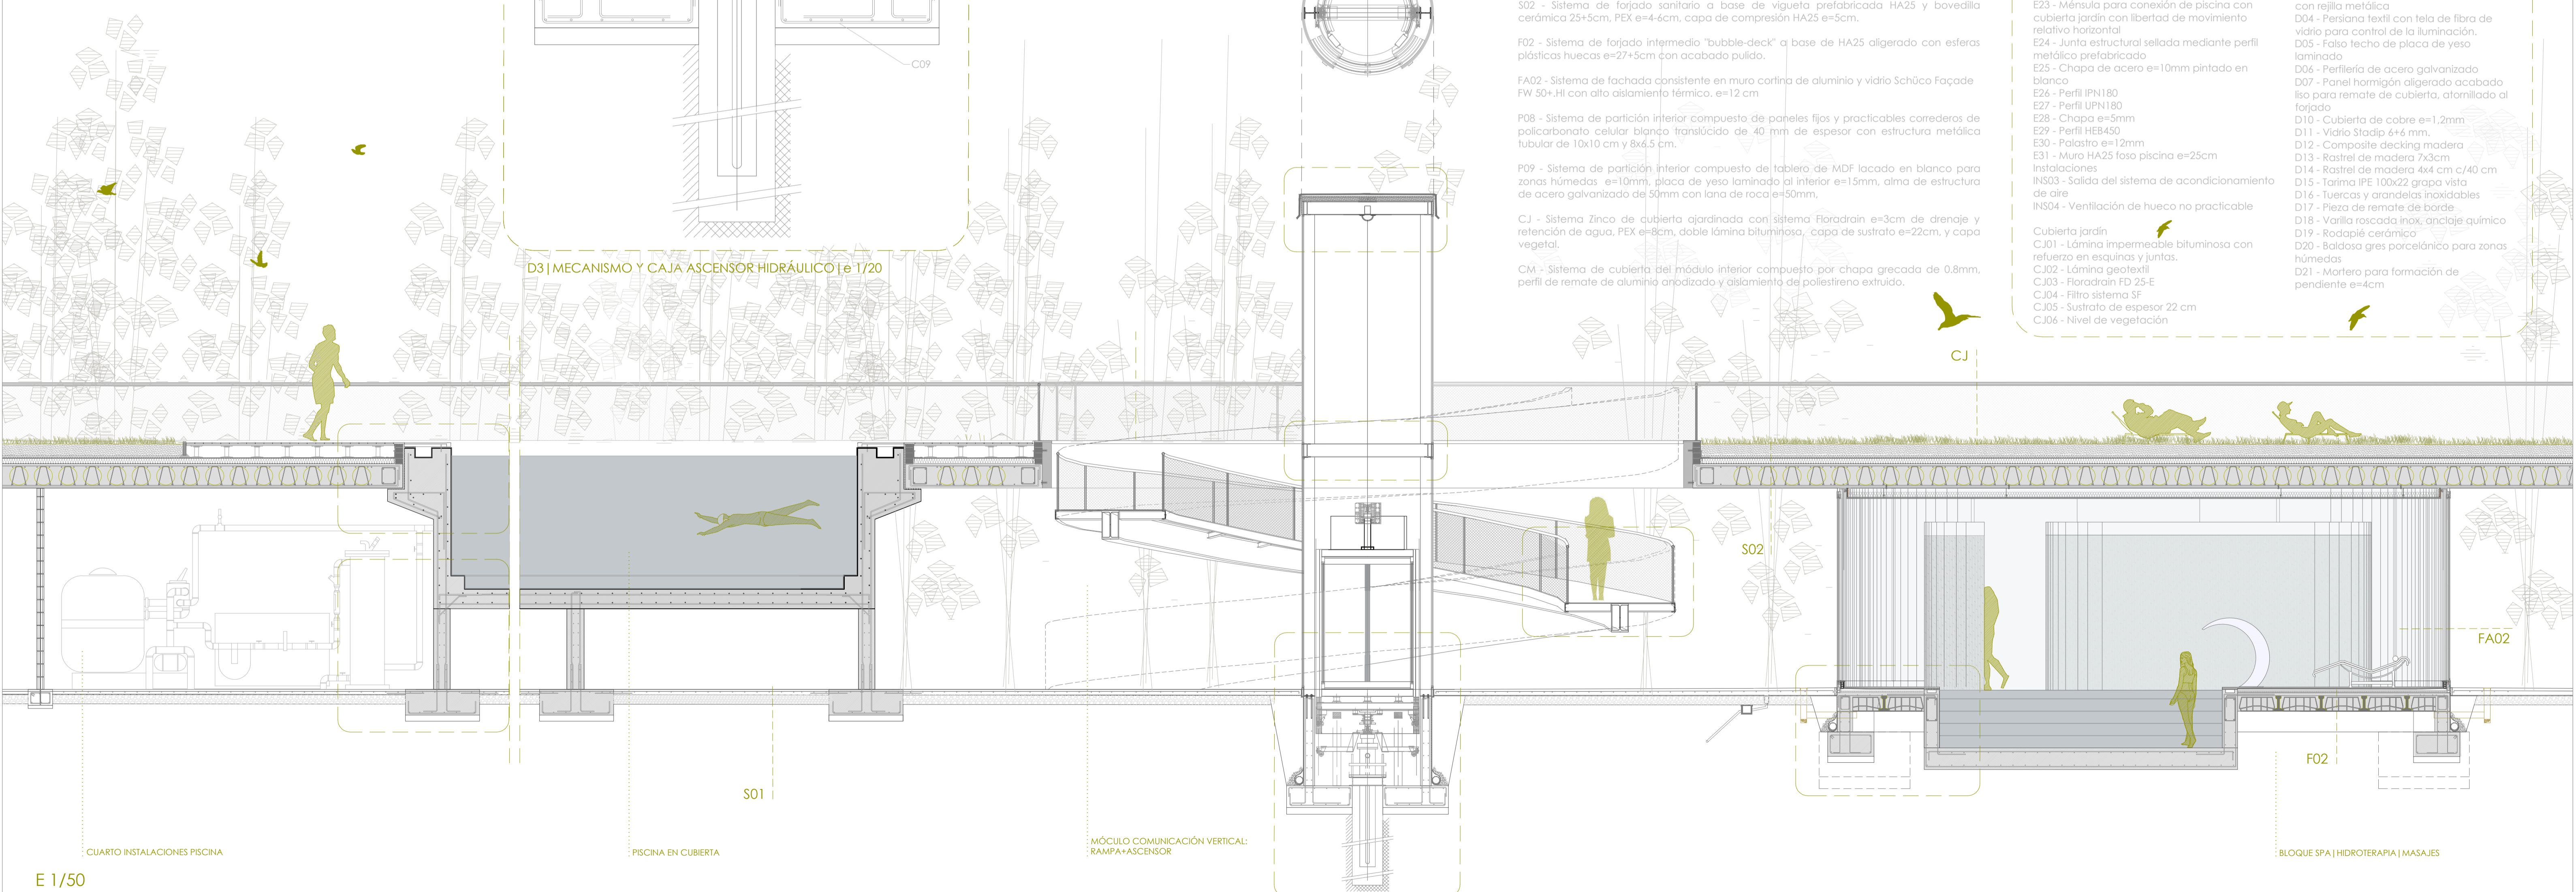 C09
D3 | MECANISMO Y CAJA ASCENSOR HIDRÁULICO | e 1/20
S02 - Sistema de forjado sanitario a base de vigueta prefabricada HA25 y bovedilla
cerámica 25+5cm, PEX e=4-6cm, capa de compresión HA25 e=5cm.
F02 - Sistema de forjado intermedio "bubble-deck" a base de HA25 aligerado con esferas
plásticas huecas e=27+5cm con acabado pulido.
FA02 - Sistema de fachada consistente en muro cortina de aluminio y vidrio Schüco Façade
FW 50+.HI con alto aislamiento térmico. e=12 cm
P08 - Sistema de partición interior compuesto de paneles fijos y practicables correderos de
policarbonato celular blanco translúcido de 40 mm de espesor con estructura metálica
tubular de 10x10 cm y 8x6.5 cm.
P09 - Sistema de partición interior compuesto de tablero de MDF lacado en blanco para
zonas húmedas e=10mm, placa de yeso laminado al interior e=15mm, alma de estructura
de acero galvanizado de 50mm con lana de roca e=50mm.
CJ - Sistema Zinco de cubierta ajardinada con sistema Floradrain e=3cm de drenaje y
retención de agua, PEX e=8cm, doble lámina bituminosa, capa de sustrato e=22cm, y capa
vegetal.
CM - Sistema de cubierta del módulo interior compuesto por chapa grecada de 0.8mm,
perfil de remate de aluminio anodizado y aislamiento de poliestireno extruido.
E23 - Ménsula para conexión de piscina con
cubierta jardín con libertad de movimiento
relativo horizontal
E24 - Junta estructural sellada mediante perfil
metálico prefabricado
E25 - Chapa de acero e=10mm pintado en
blanco
E26 - Perfil IPN180
E27 - Perfil UPN180
E28 - Chapa e=5mm
E29 - Perfil HEB450
E30 - Palastro e=12mm
E31 - Muro HA25 foso piscina e=25cm
Instalaciones
INS03 - Salida del sistema de acondicionamiento
de aire
INS04 - Ventilación de hueco no practicable
Cubierta jardín
CJ01 - Lámina impermeable bituminosa con
refuerzo en esquinas y juntas.
CJ02 - Lámina geotextil
CJ03 - Floradrain FD 25-E
CJ04 - Filtro sistema SF
CJ05 - Sustrato de espesor 22 cm
CJ06 - Nivel de vegetación
con rejilla metálica
D04 - Persiana textil con tela de fibra de
vidrio para control de la iluminación.
D05 - Falso techo de placa de yeso
laminado
D06 - Perfilería de acero galvanizado
D07 - Panel hormigón aligerado acabado
liso para remate de cubierta, atornillado al
forjado
D10 - Cubierta de cobre e=1,2mm
D11 - Vidrio Stadip 6+6 mm.
D12 - Composite decking madera
D13 - Rastrel de madera 7x3cm
D14 - Rastrel de madera 4x4 cm c/40 cm
D15 - Tarima IPE 100x22 grapa vista
D16 - Tuercas y arandelas inoxidables
D17 - Pieza de remate de borde
D18 - Varilla roscada inox. anclaje químico
D19 - Rodapié cerámico
D20 - Baldosa gres porcelánico para zonas
húmedas
D21 - Mortero para formación de
pendiente e=4cm
CJ
S02
FA02
F02
S01
CUARTO INSTALACIONES PISCINA
PISCINA EN CUBIERTA
MÓCULO COMUNICACIÓN VERTICAL:
RAMPA+ASCENSOR
BLOQUE SPA | HIDROTERAPIA | MASAJES
E 1/50